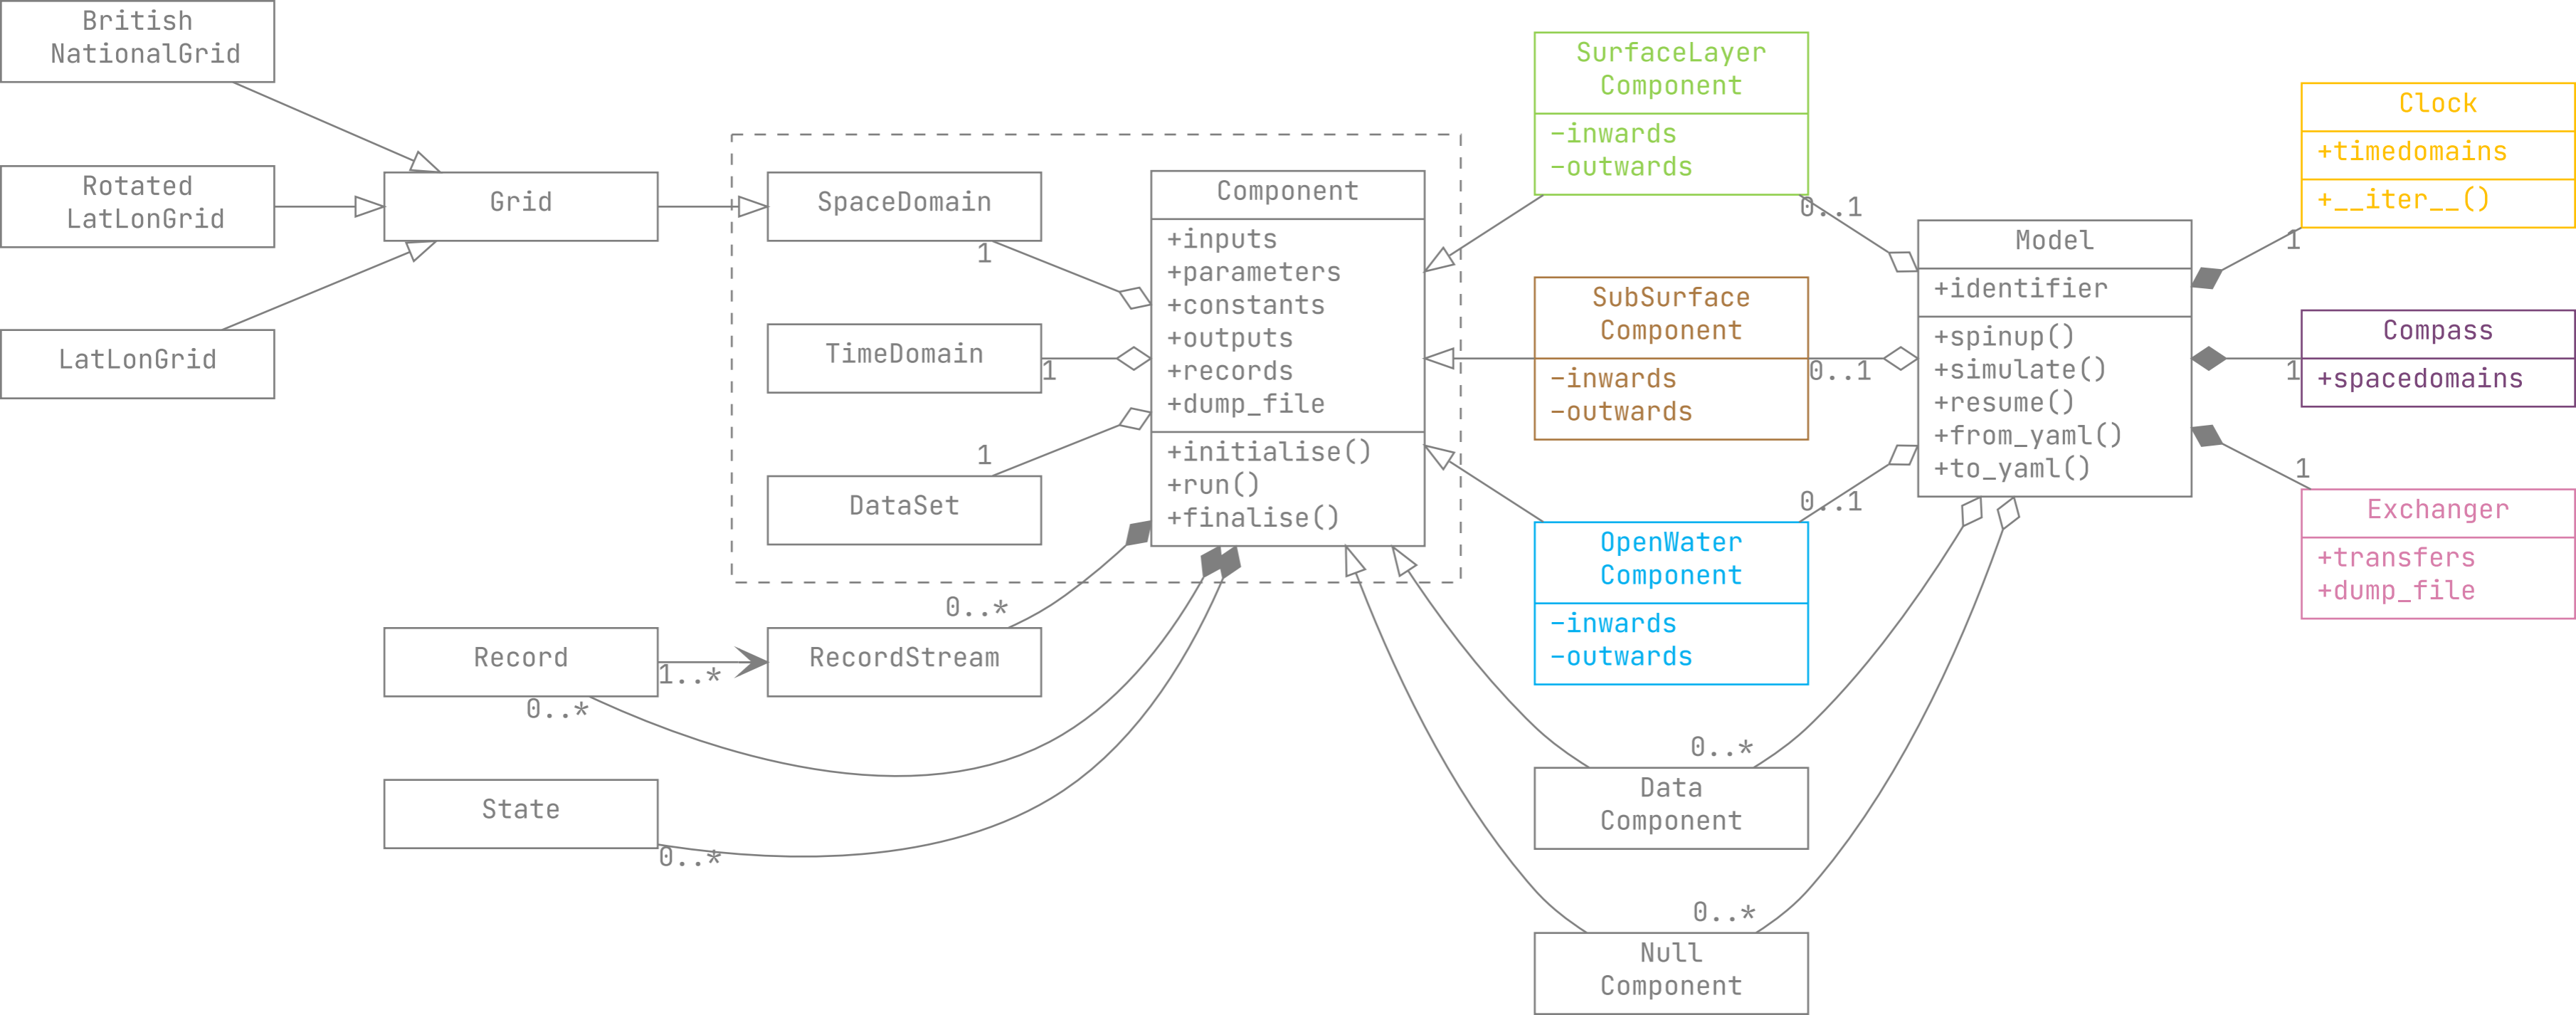 British
NationalGrid
Rotated
LatLonGrid
LatLonGrid
Grid
SpaceDomain
1
TimeDomain
1
1
DataSet
Component
+inputs
+parameters
+constants
+outputs
+records
+dump_file
+initialise()
+run()
+finalise()
0..*
Record
1..*
RecordStream
0..*
State
0..*
SurfaceLayer
Component
-inwards
-outwards
0..1
SubSurface
Component
-inwards
-outwards
0..1
0..1
OpenWater
Component
-inwards
-outwards
0..*
Data
Component
0..*
Null
Component
Model
+identifier
+spinup()
+simulate()
+resume()
+from_yaml()
+to_yaml()
Clock
+timedomains
+__iter__()
1
Compass
+spacedomains
1
1
Exchanger
+transfers
+dump_file